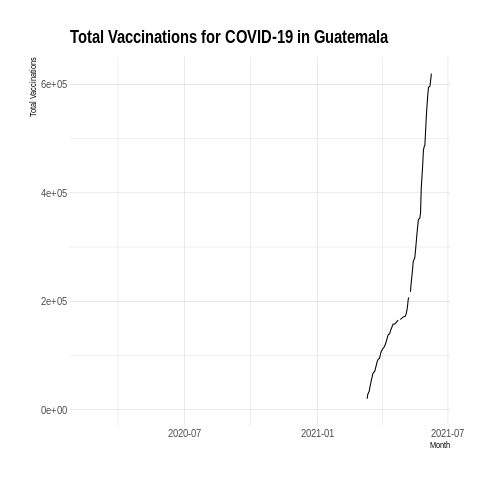 Total Vaccinations for COVID-19 in Guatemala
Total Vaccinations
6e+05
4e+05
2e+05
0e+00
2020-07
2021-01
2021-07
Month